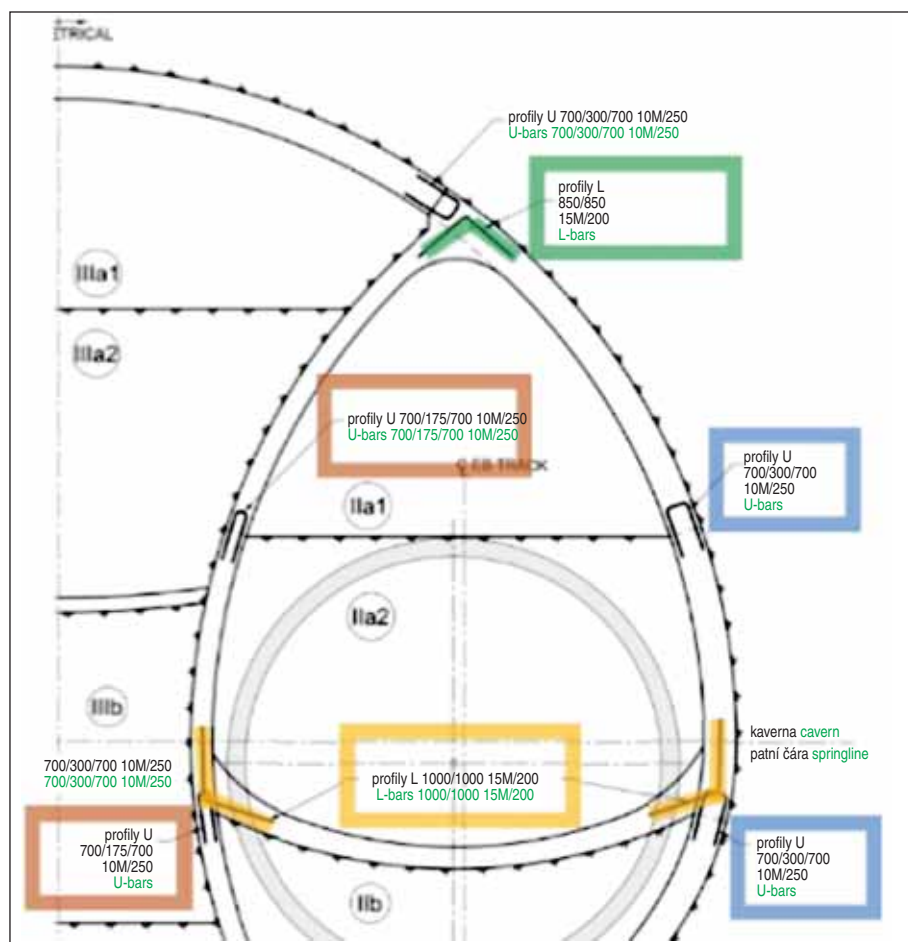 ETRICAL
profily U 700/300/700 10M/250
U-bars 700/300/700 10M/250
profily L
850/850
15M/200
L-bars
IIIa1
IIIa2
profily U 700/175/700 10M/250
U-bars 700/175/700 10M/250
EB TRACK
profily U
700/300/700
10M/250
U-bars
IIa1
IIa2
IIIb
kaverna cavern
patní čára springline
700/300/700 10M/250
700/300/700 10M/250
profily L 1000/1000 15M/200
L-bars 1000/1000 15M/200
profily U
700/175/700
10M/250
U-bars
profily U
700/300/700
10M/250
U-bars
IIb